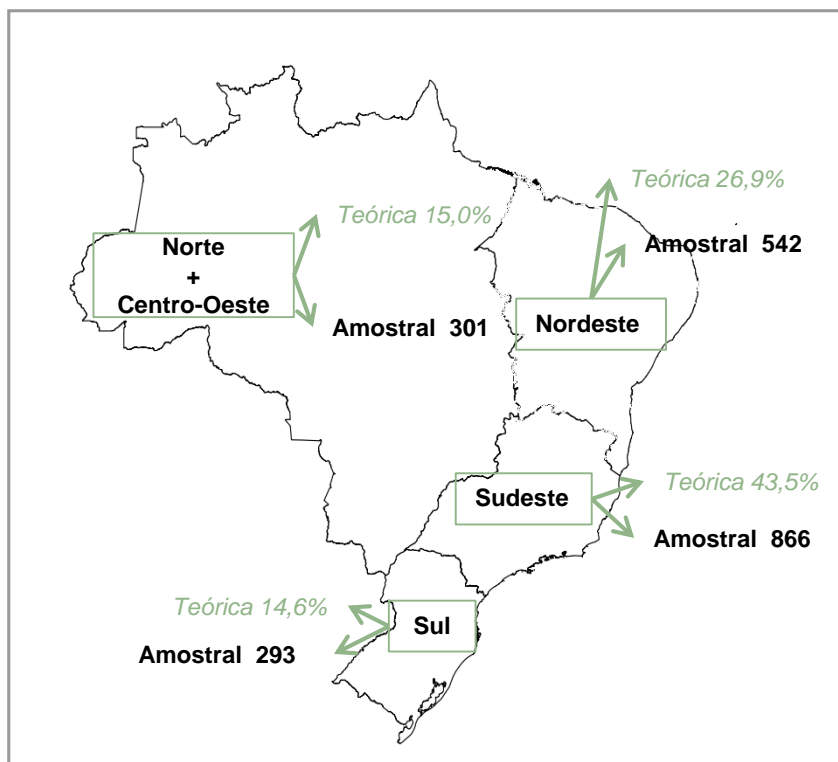 Teórica 26,9%
Teórica 15,0%
Amostral 542
Norte
+
Centro-Oeste
Amostral 301
Nordeste
Sudeste
Teórica 43,5%
Amostral 866
Teórica 14,6%
Sul
Amostral 293